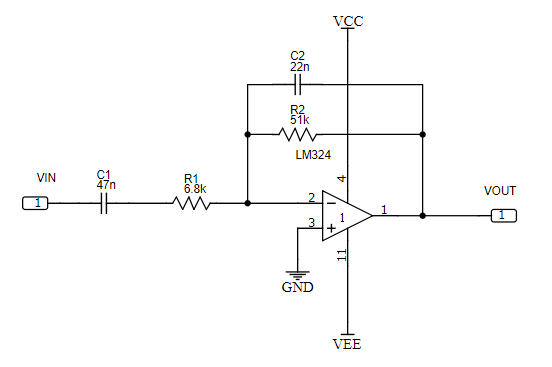 VCC
C2
22n
R2
51k
LM324
4
VIN
C1
47n
R1
6.8k
VOUT
1
2
3
1
1
1
11
GND
VEE